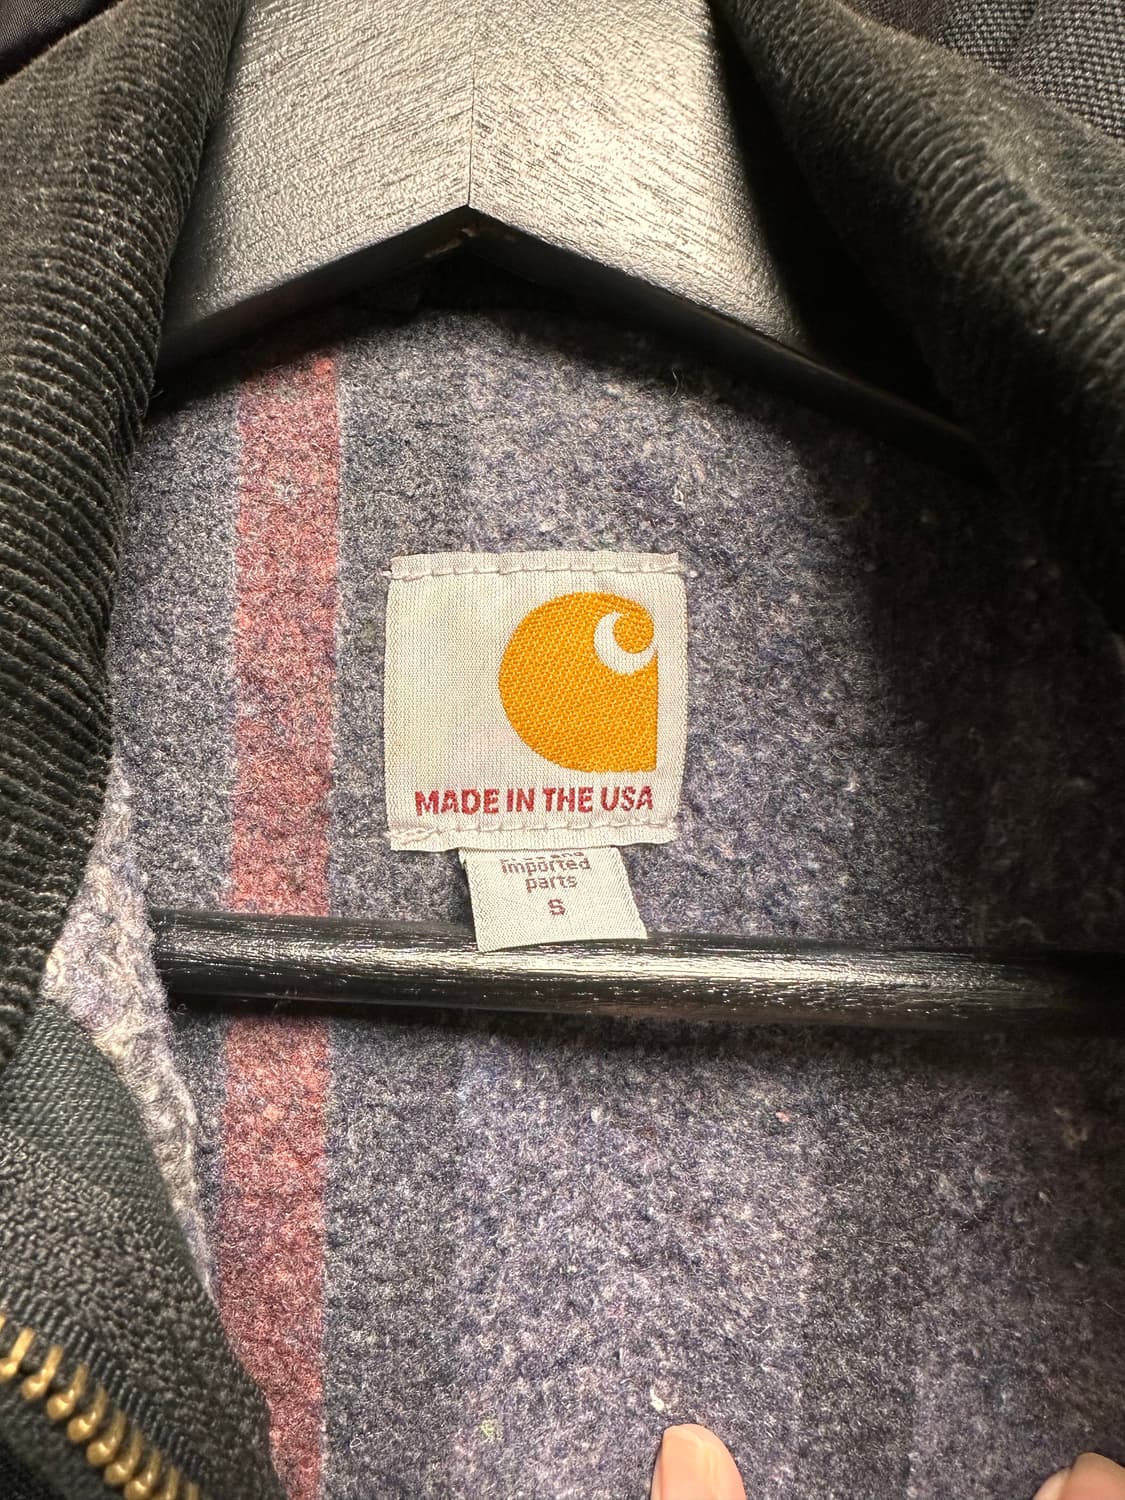 MADE IN THE USA
imported
parts
S